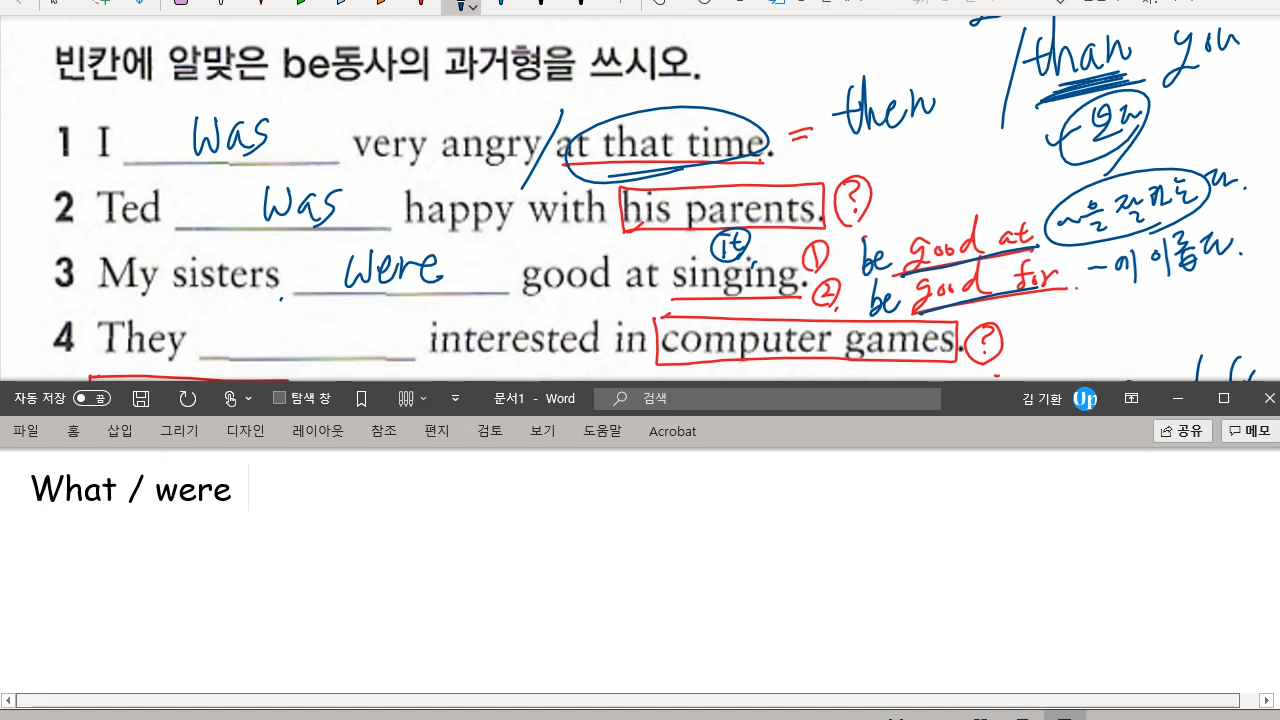 / than you
~보다
빈칸에 알맞은 be동사의 과거형을 쓰시오.
1 I was very angry / at that time. = then
2 Ted was happy with his parents. ?
~을 잘하는 다.
it
3 My sisters were good at singing. ① be good at
② be good for ~에 이롭다.
4 They ________ interested in computer games. ?
자동 저장 끔 탐색 창 문서1 - Word 검색 김 기환
파일 홈 삽입 그리기 디자인 레이아웃 참조 편지 검토 보기 도움말 Acrobat 공유 메모
What / were